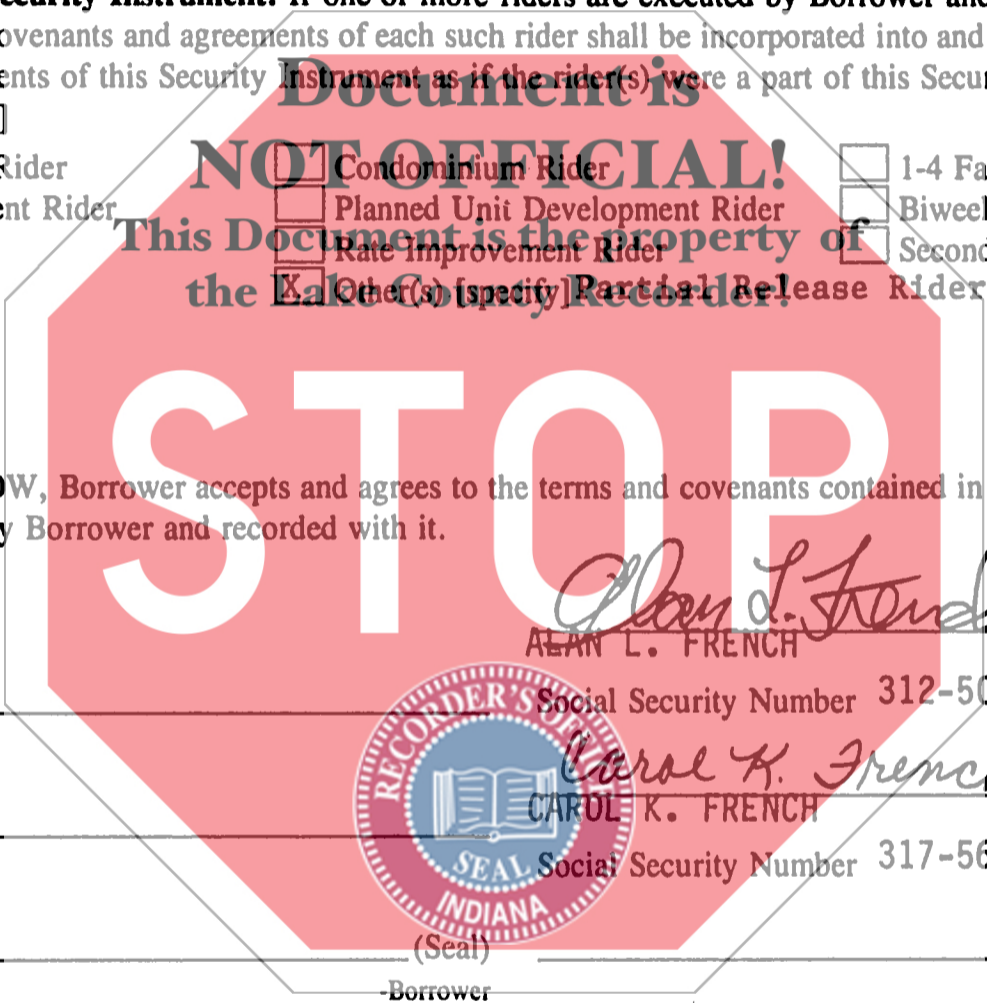 Security Instrument. If one or more riders are executed by Borrower and
ovenants and agreements of each such rider shall be incorporated into and
ents of this Security Instrument as if the rider(s) were a part of this Secu
Document is
NOT OFFICIAL!
This Document is the property of
the Lake County Recorder!
Rider
Condominium Rider
1-4 Fa
nt Rider
Planned Unit Development Rider
Biweek
Rate Improvement Rider
Second
X Other(s) [specify] Partial Release Rider
STOP
OW, Borrower accepts and agrees to the terms and covenants contained in
y Borrower and recorded with it.
Alan L. French
ALAN L. FRENCH
Social Security Number 312-50
Carol K. Frenc
CAROL K. FRENCH
Social Security Number 317-56
RECORDER'S OFFICE
SEAL
INDIANA
(Seal)
-Borrower